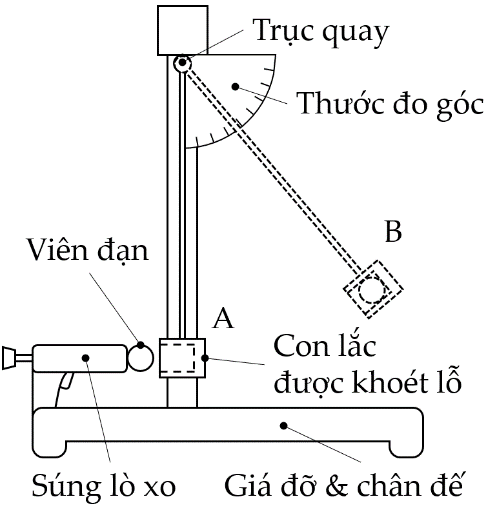 Trục quay
Thước đo góc
B
Viên đạn
A
Con lắc
được khoét lỗ
Súng lò xo
Giá đỡ & chân đế